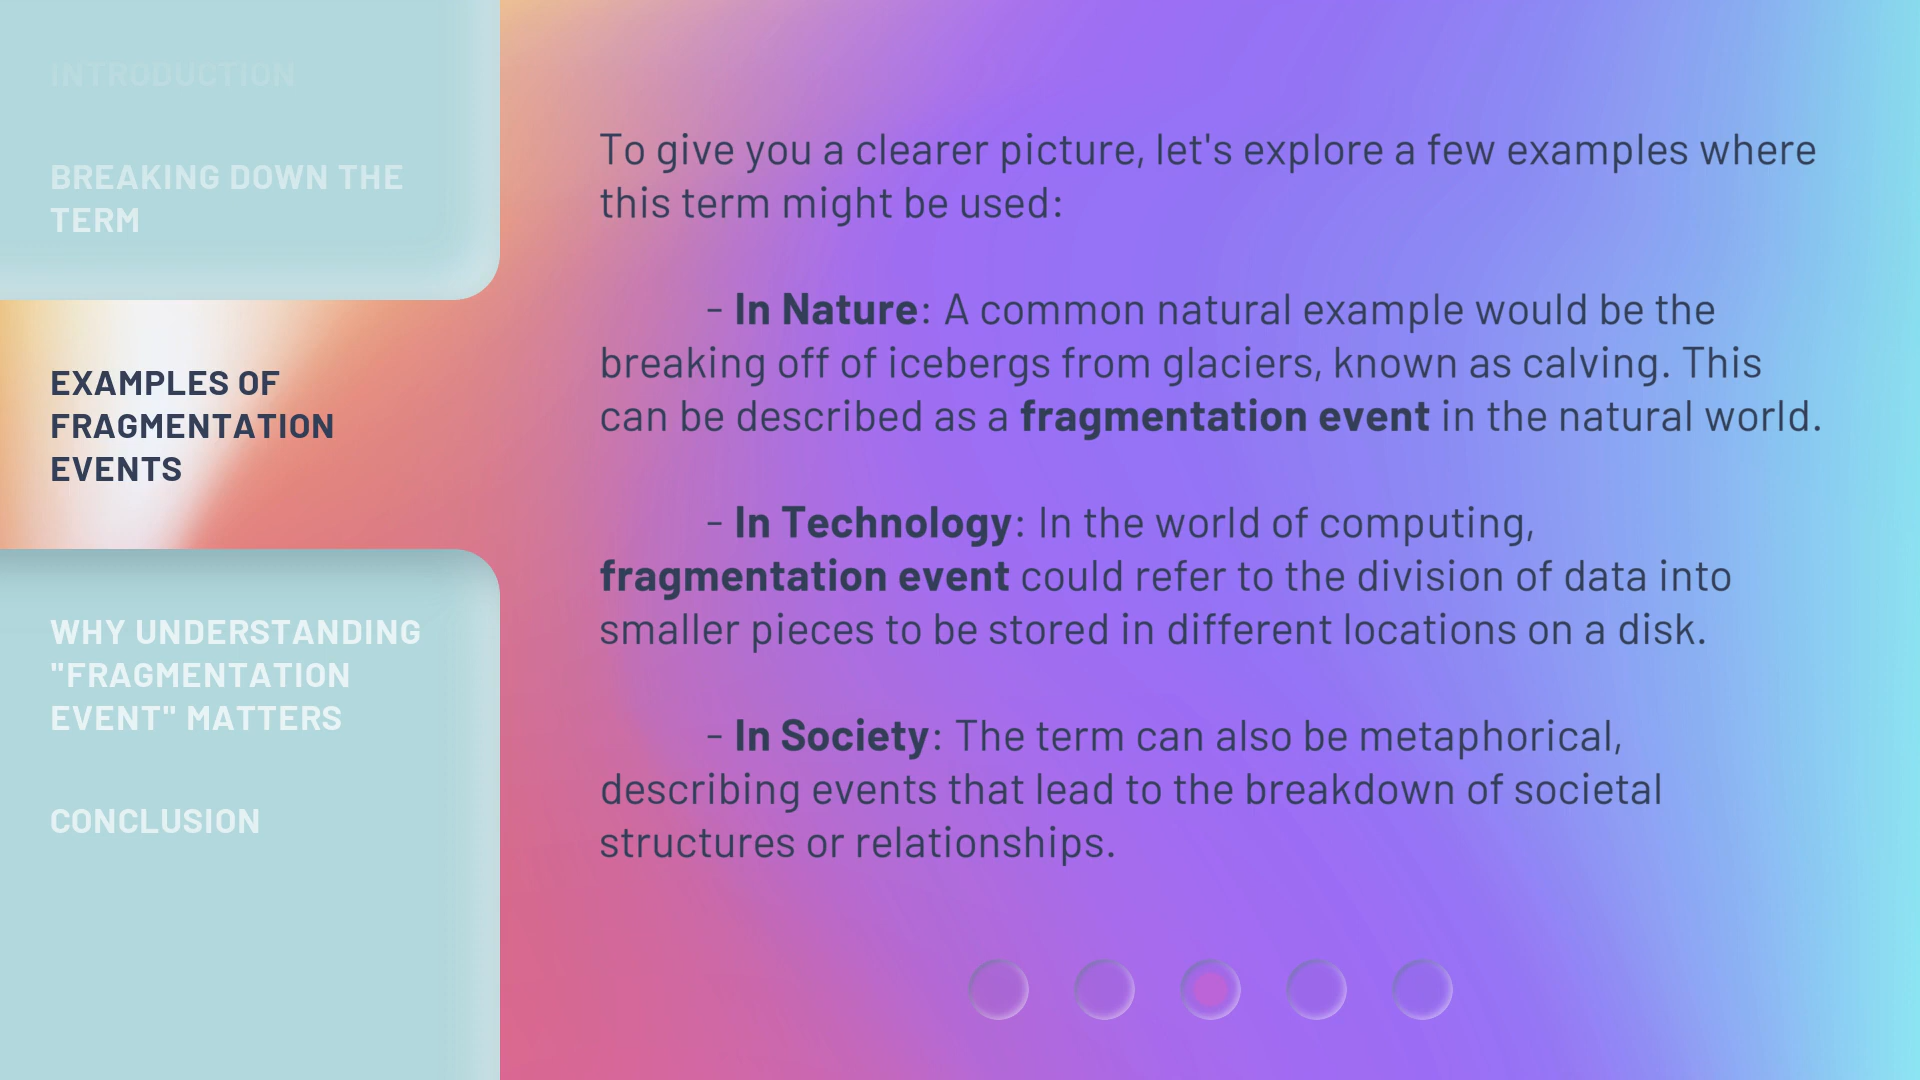 INTRODUCTION
BREAKING DOWN THE
TERM
EXAMPLES OF
FRAGMENTATION
EVENTS
WHY UNDERSTANDING
"FRAGMENTATION
EVENT" MATTERS
CONCLUSION
To give you a clearer picture, let's explore a few examples where
this term might be used:
- In Nature: A common natural example would be the
breaking off of icebergs from glaciers, known as calving. This
can be described as a fragmentation event in the natural world.
- In Technology: In the world of computing,
fragmentation event could refer to the division of data into
smaller pieces to be stored in different locations on a disk.
- In Society: The term can also be metaphorical,
describing events that lead to the breakdown of societal
structures or relationships.